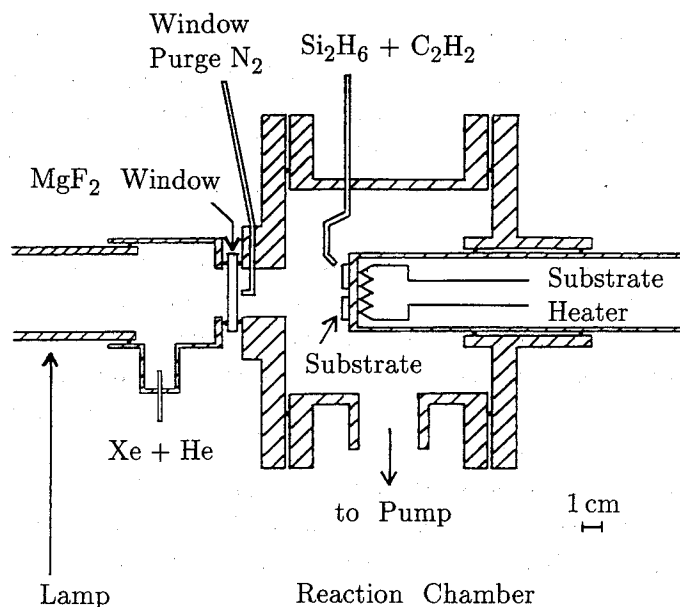 Window
Purge N2
Si2H6 + C2H2
MgF2 Window
Substrate
Heater
Substrate
Xe + He
to Pump
1 cm
Lamp
Reaction Chamber